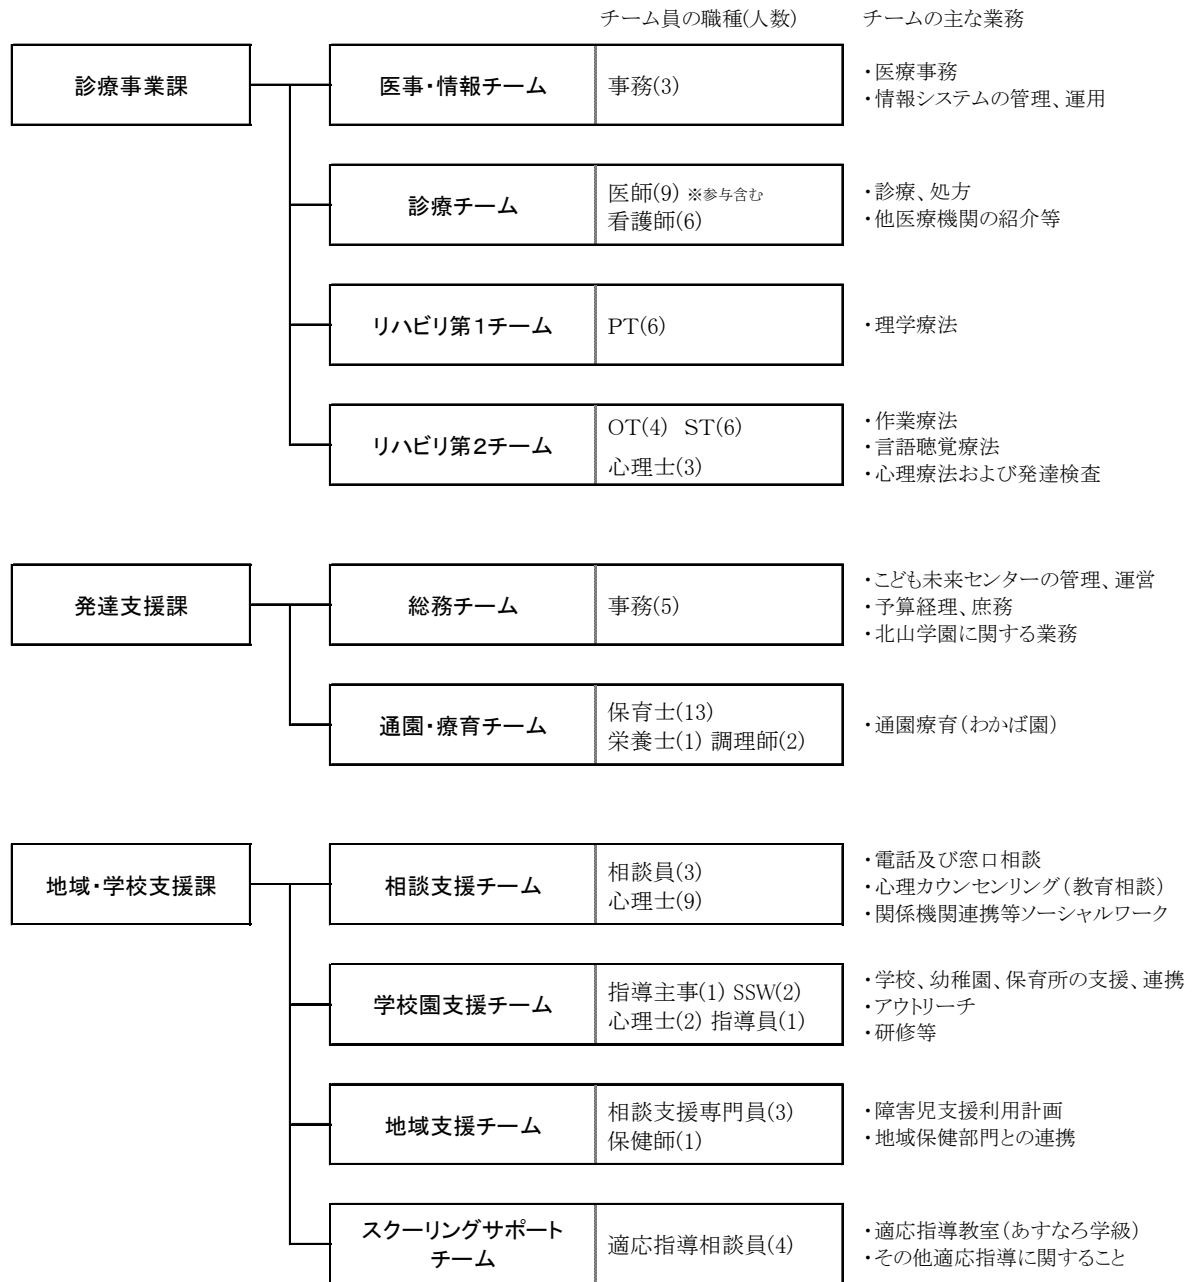 チーム員の職種(人数)
チームの主な業務
診療事業課
医事・情報チーム
事務(3)
・医療事務
・情報システムの管理、運用
診療チーム
医師(9) ※参与含む
看護師(6)
・診療、処方
・他医療機関の紹介等
リハビリ第1チーム
PT(6)
・理学療法
リハビリ第2チーム
OT(4) ST(6)
心理士(3)
・作業療法
・言語聴覚療法
・心理療法および発達検査
発達支援課
総務チーム
事務(5)
・こども未来センターの管理、運営
・予算経理、庶務
・北山学園に関する業務
通園・療育チーム
保育士(13)
栄養士(1) 調理師(2)
・通園療育(わかば園)
地域・学校支援課
相談支援チーム
相談員(3)
心理士(9)
・電話及び窓口相談
・心理カウンセンリング(教育相談)
・関係機関連携等ソーシャルワーク
学校園支援チーム
指導主事(1) SSW(2)
心理士(2) 指導員(1)
・学校、幼稚園、保育所の支援、連携
・アウトリーチ
・研修等
地域支援チーム
相談支援専門員(3)
保健師(1)
・障害児支援利用計画
・地域保健部門との連携
スクーリングサポート
チーム
適応指導相談員(4)
・適応指導教室(あすなろ学級)
・その他適応指導に関すること